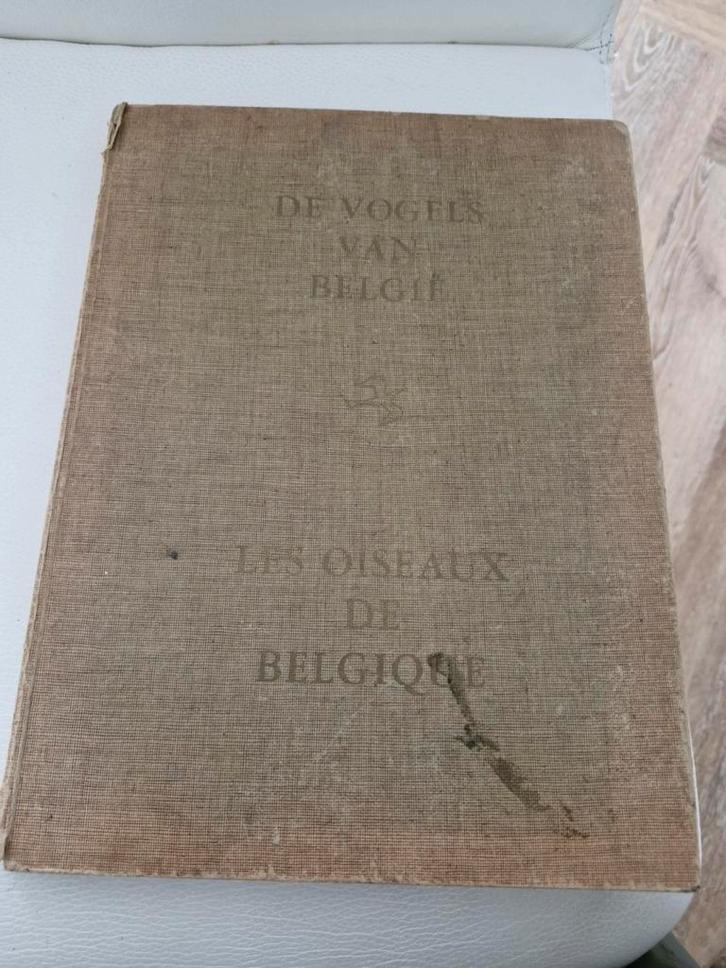 DE VOGELS
VAN
BELGIË
LES OISEAUX
DE
BELGIQUE